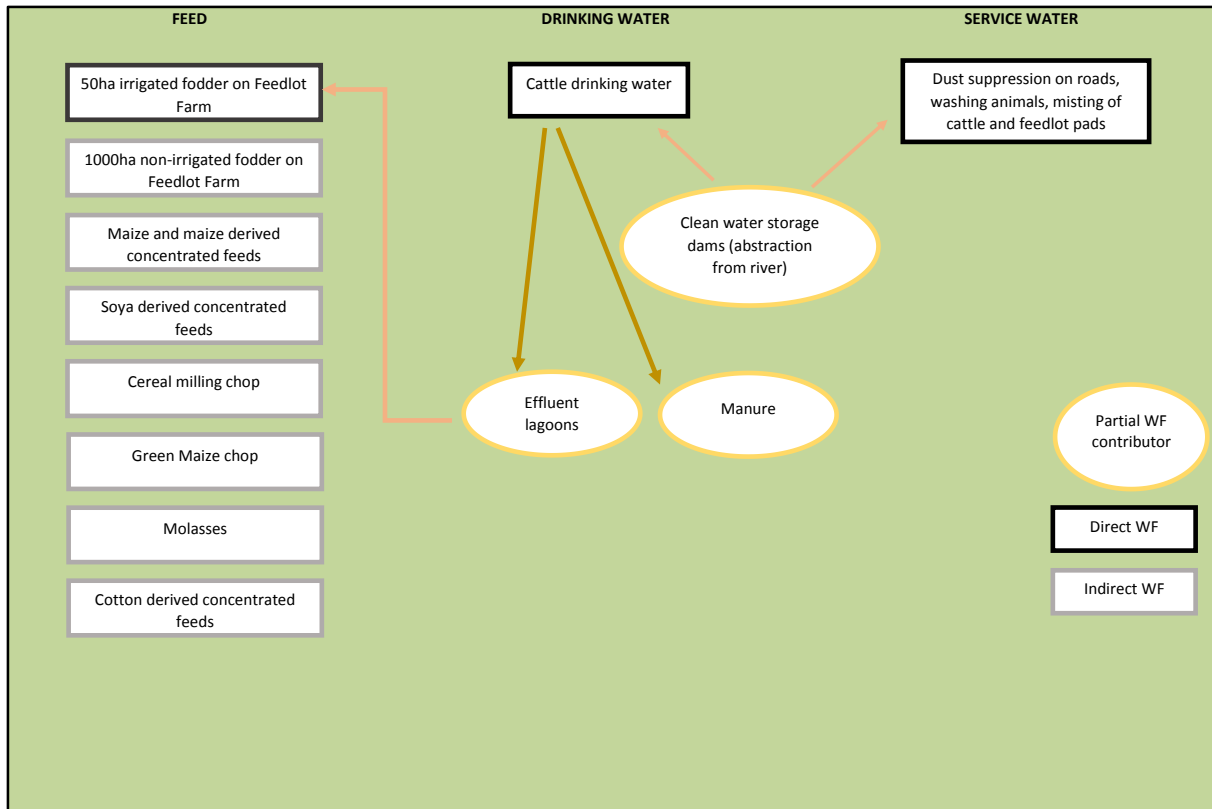 FEED
DRINKING WATER
SERVICE WATER
50ha irrigated fodder on Feedlot
Farm
1000ha non-irrigated fodder on
Feedlot Farm
Maize and maize derived
concentrated feeds
Soya derived concentrated
feeds
Cereal milling chop
Green Maize chop
Molasses
Cotton derived concentrated
feeds
Cattle drinking water
Clean water storage
dams (abstraction
from river)
Effluent
lagoons
Manure
Dust suppression on roads,
washing animals, misting of
cattle and feedlot pads
Partial WF
contributor
Direct WF
Indirect WF